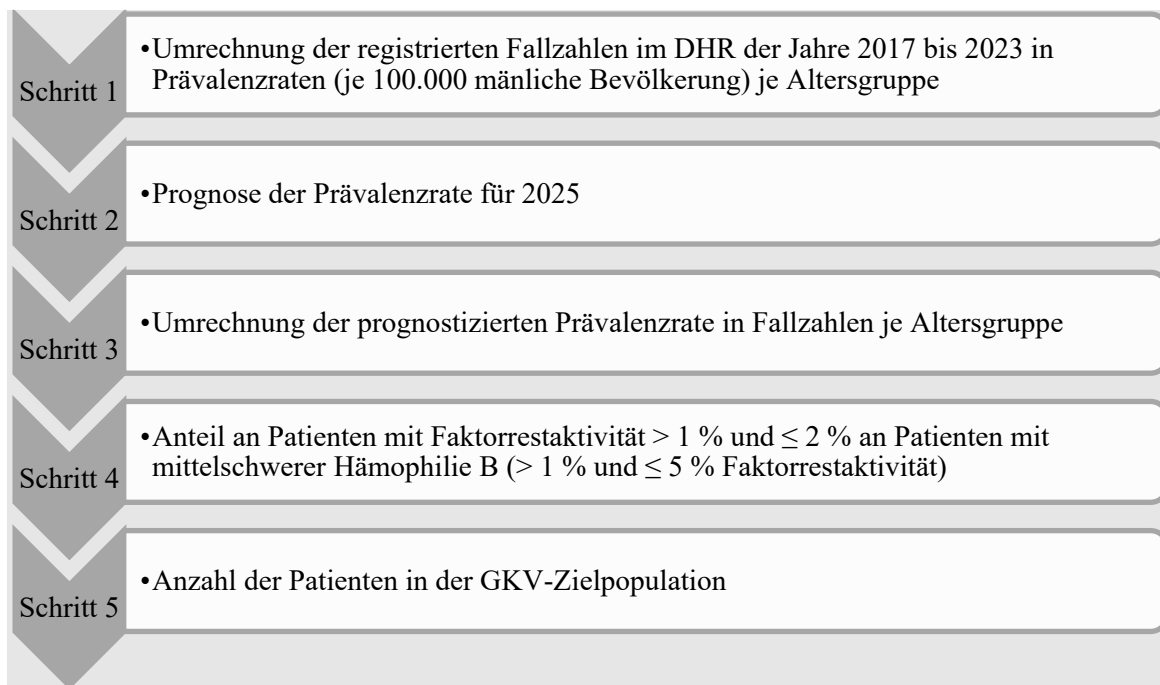 Schritt 1
•Umrechnung der registrierten Fallzahlen im DHR der Jahre 2017 bis 2023 in
Prävalenzraten (je 100.000 mänliche Bevölkerung) je Altersgruppe
Schritt 2
•Prognose der Prävalenzrate für 2025
Schritt 3
•Umrechnung der prognostizierten Prävalenzrate in Fallzahlen je Altersgruppe
Schritt 4
•Anteil an Patienten mit Faktorrestaktivität > 1 % und ≤ 2 % an Patienten mit
mittelschwerer Hämophilie B (> 1 % und ≤ 5 % Faktorrestaktivität)
Schritt 5
•Anzahl der Patienten in der GKV-Zielpopulation